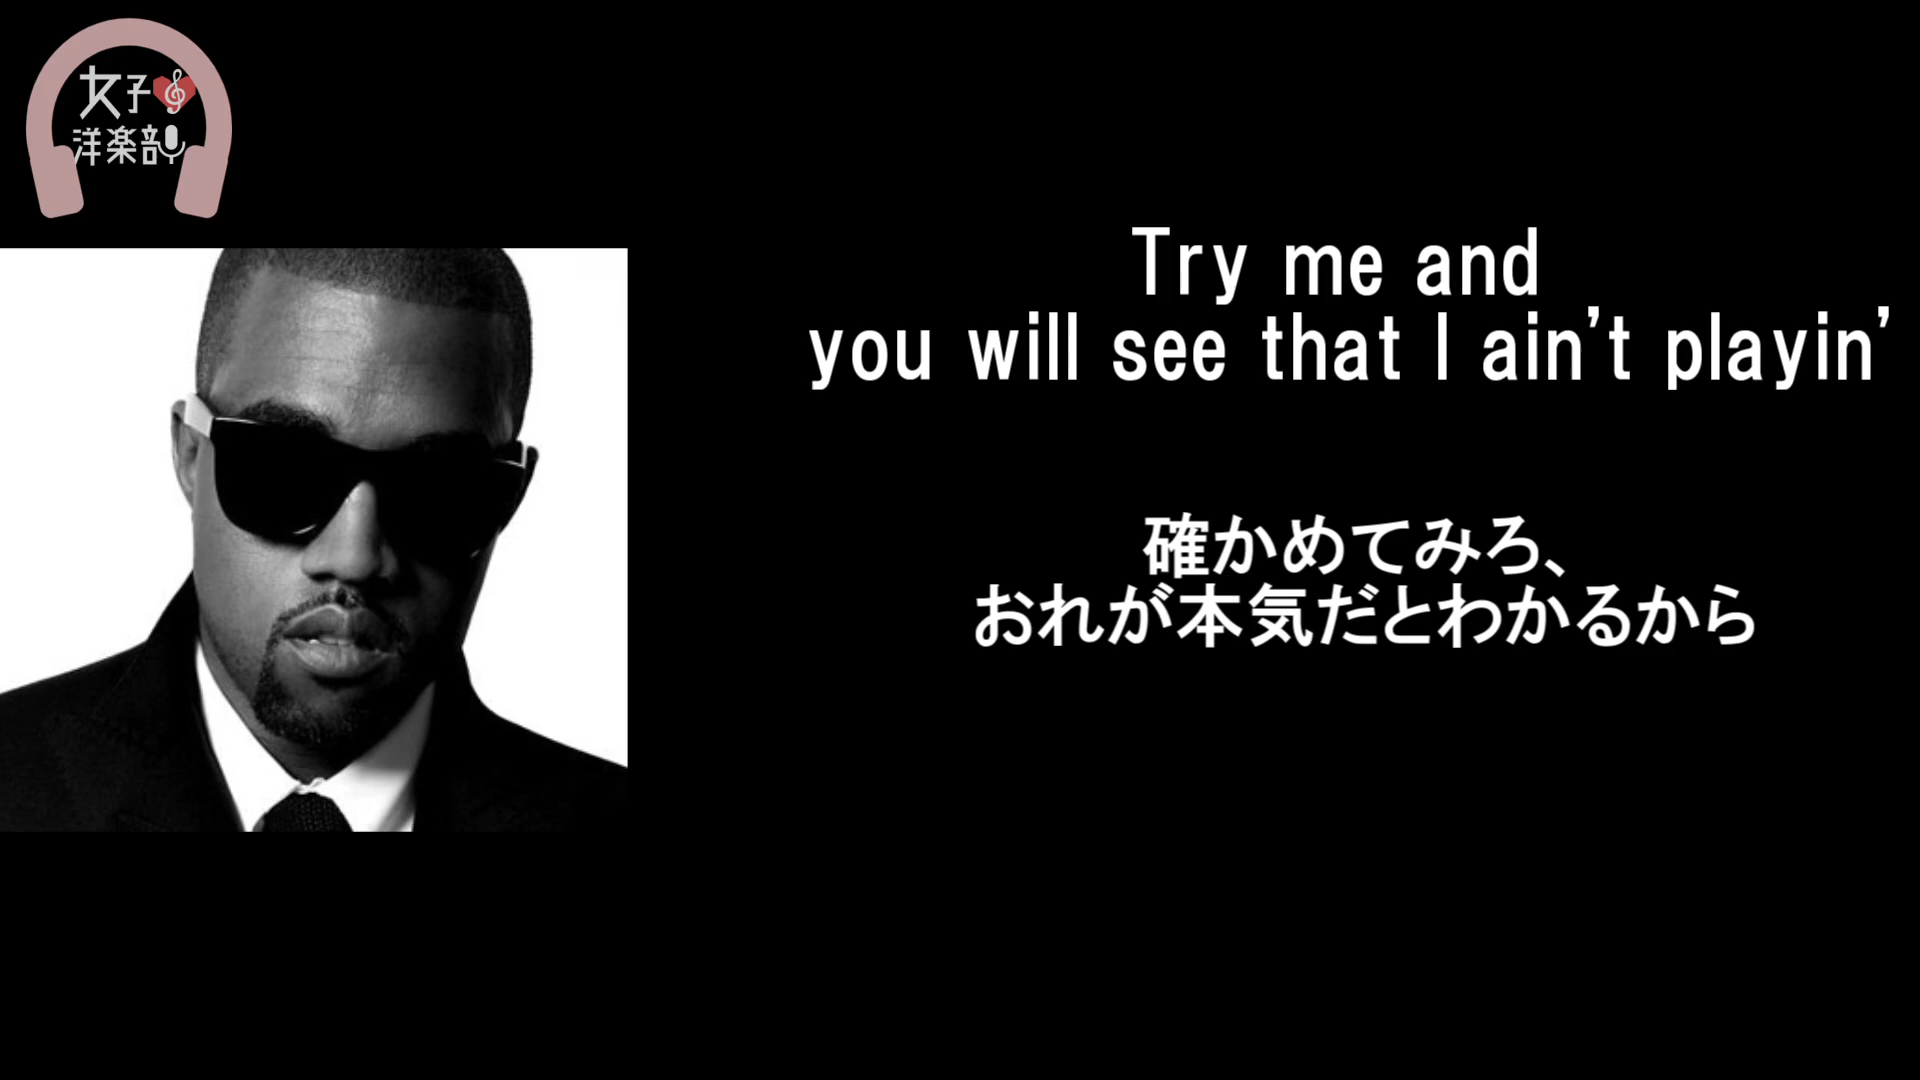 女子
洋楽部
Try me and
you will see that I ain't playin'
確かめてみろ、
おれが本気だとわかるから